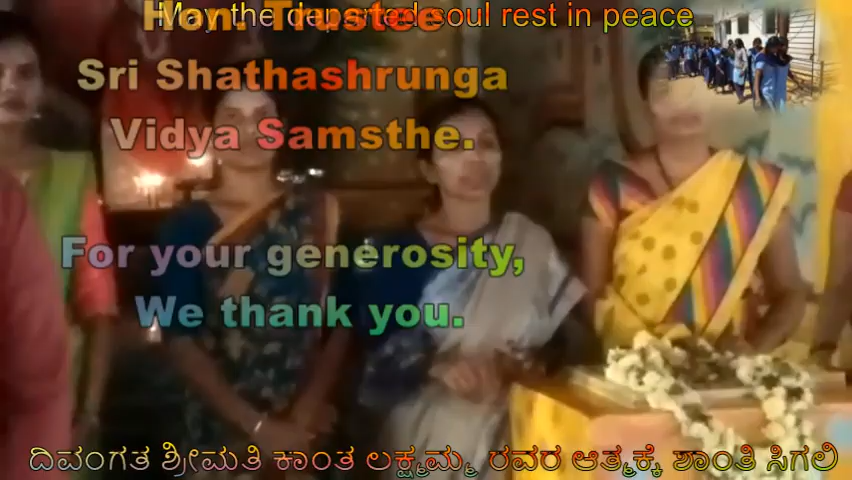 May the departed soul rest in peace
Hon. Trustee
Sri Shathashrunga
Vidya Samsthe.
For your generosity,
We thank you.
ದಿವಂಗತ ಶ್ರೀಮತಿ ಕಾಂತ ಲಕ್ಷ್ಮಮ್ಮ ರವರ ಆತ್ಮಕ್ಕೆ ಶಾಂತಿ ಸಿಗಲಿ